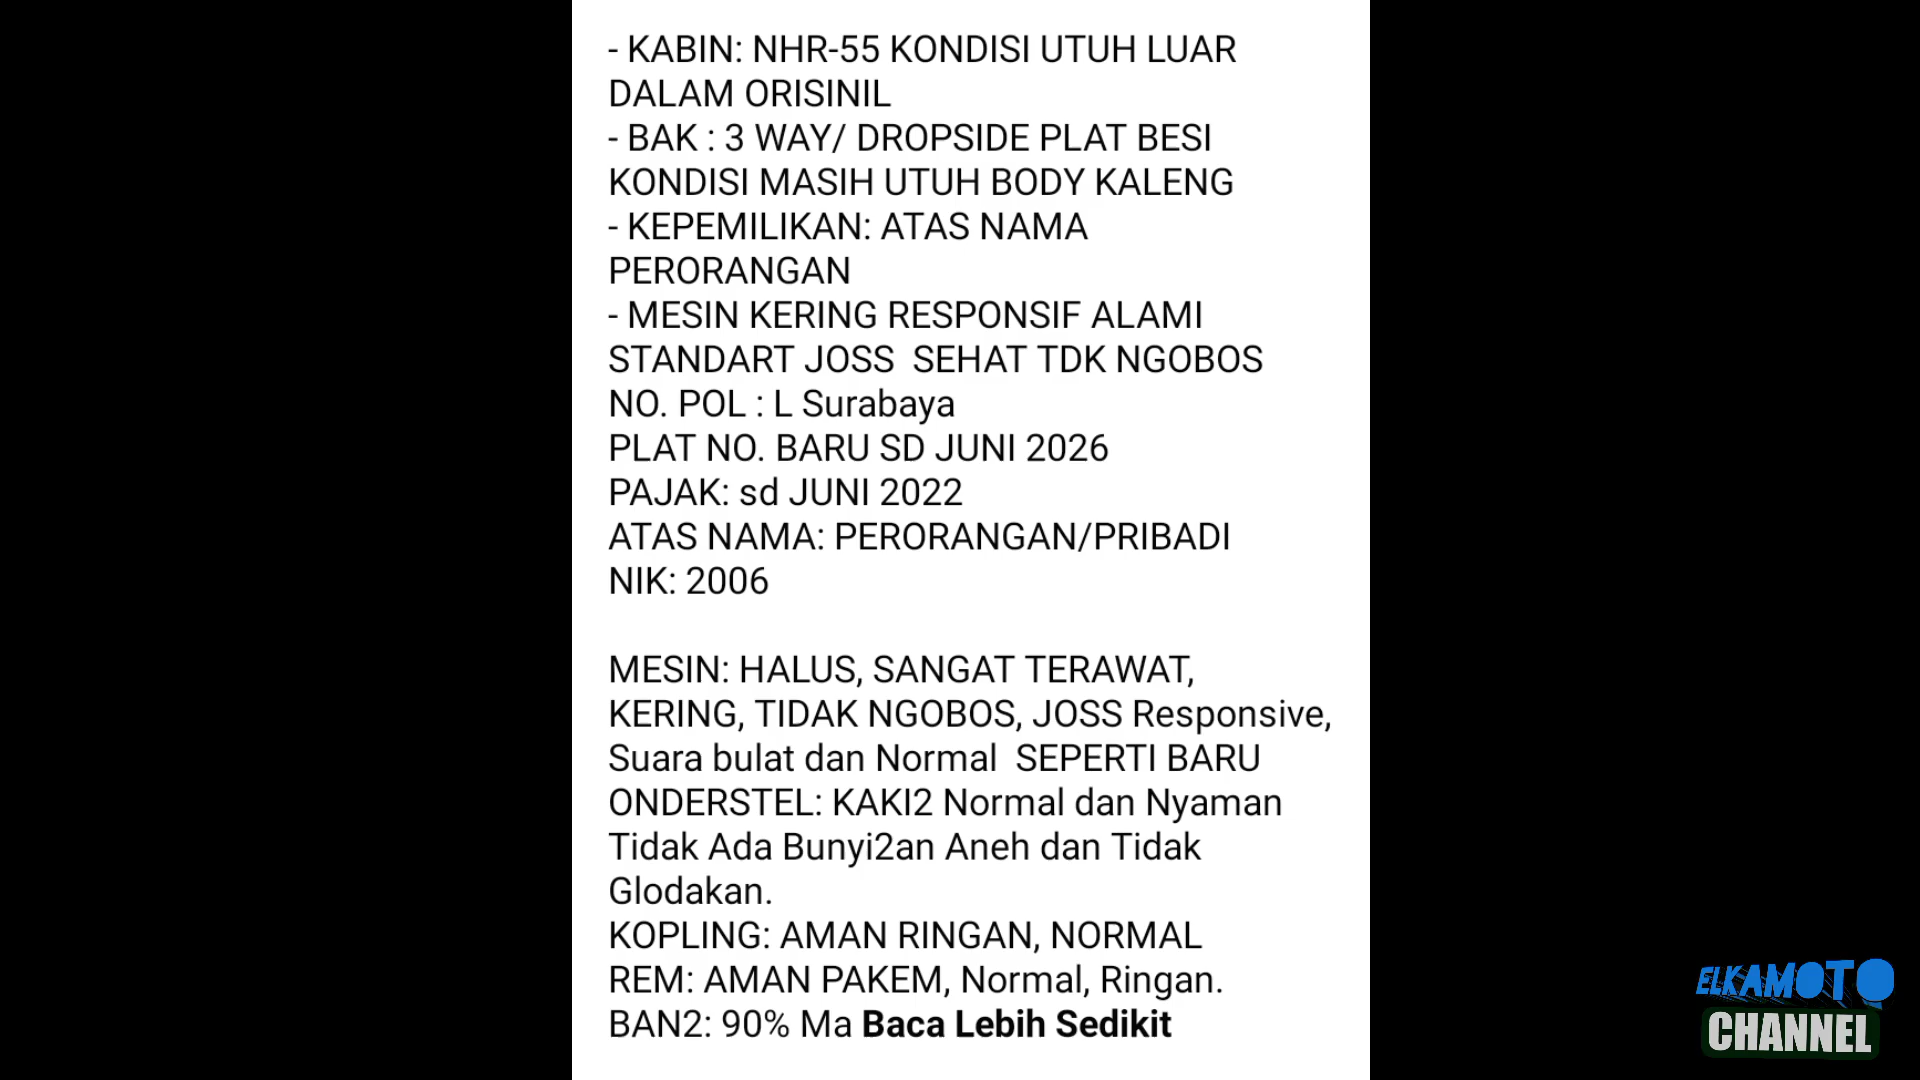 - KABIN: NHR-55 KONDISI UTUH LUAR
DALAM ORISINIL
- BAK : 3 WAY/ DROPSIDE PLAT BESI
KONDISI MASIH UTUH BODY KALENG
- KEPEMILIKAN: ATAS NAMA
PERORANGAN
- MESIN KERING RESPONSIF ALAMI
STANDART JOSS  SEHAT TDK NGOBOS
NO. POL : L Surabaya
PLAT NO. BARU SD JUNI 2026
PAJAK: sd JUNI 2022
ATAS NAMA: PERORANGAN/PRIBADI
NIK: 2006
MESIN: HALUS, SANGAT TERAWAT,
KERING, TIDAK NGOBOS, JOSS Responsive,
Suara bulat dan Normal  SEPERTI BARU
ONDERSTEL: KAKI2 Normal dan Nyaman
Tidak Ada Bunyi2an Aneh dan Tidak
Glodakan.
KOPLING: AMAN RINGAN, NORMAL
REM: AMAN PAKEM, Normal, Ringan.
BAN2: 90% Ma Baca Lebih Sedikit
ELKAMOTO
CHANNEL